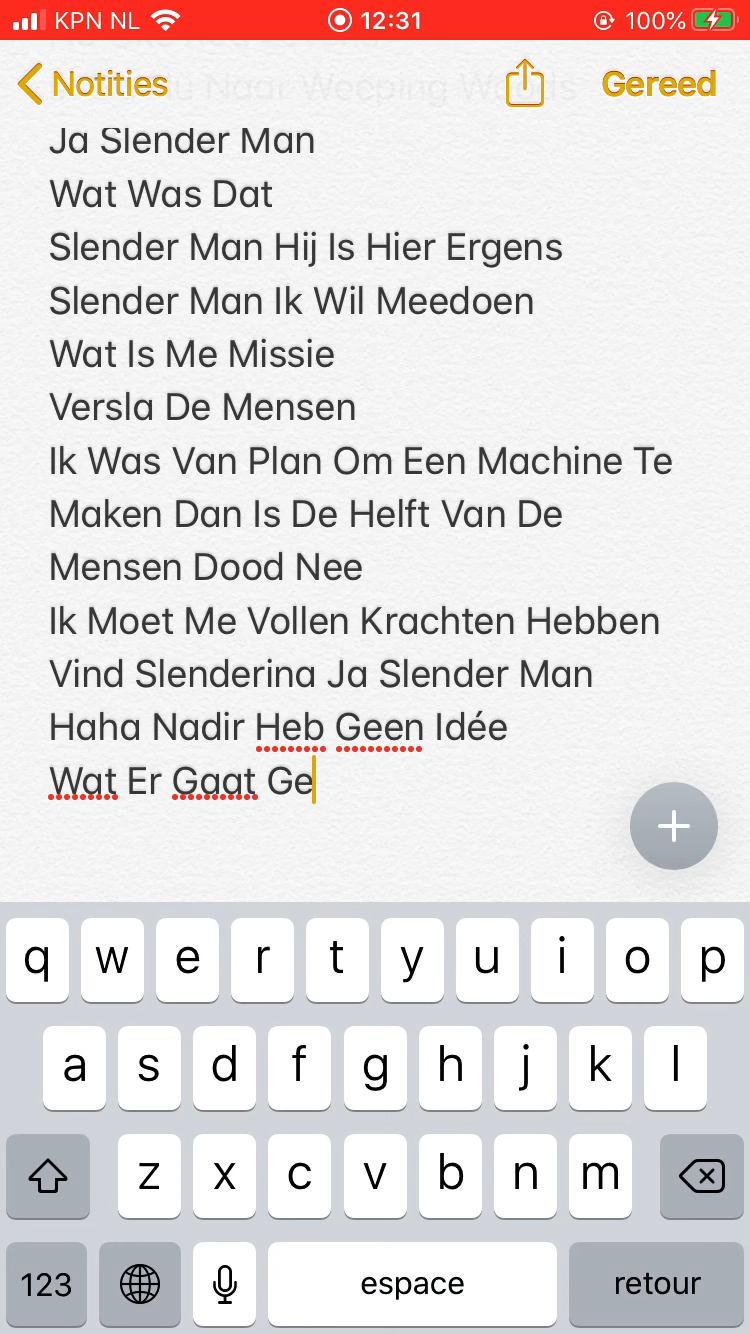 KPN NL 12:31 100%
Notities Naar Weeping Woods Gereed
Ja Slender Man
Wat Was Dat
Slender Man Hij Is Hier Ergens
Slender Man Ik Wil Meedoen
Wat Is Me Missie
Versla De Mensen
Ik Was Van Plan Om Een Machine Te
Maken Dan Is De Helft Van De
Mensen Dood Nee
Ik Moet Me Vollen Krachten Hebben
Vind Slenderina Ja Slender Man
Haha Nadir Heb Geen Idée
Wat Er Gaat Ge
q w e r t y u i o p
a s d f g h j k l
z x c v b n m
123 espace retour